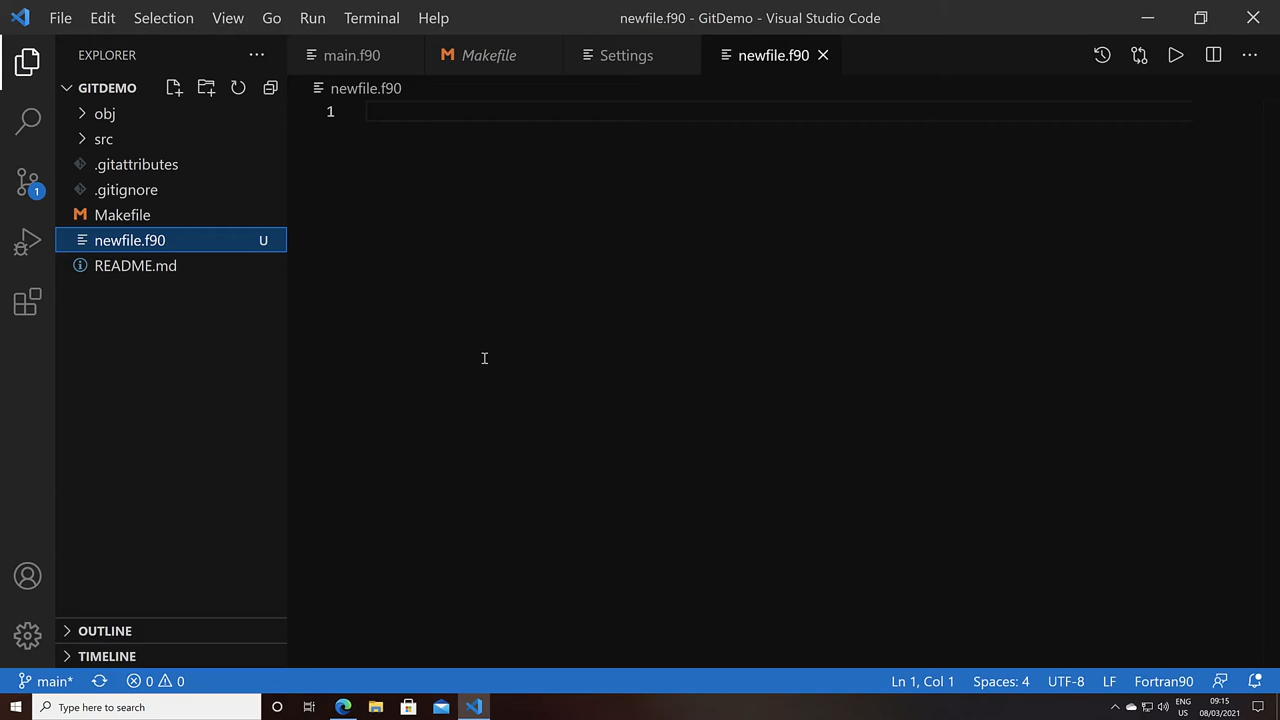 File Edit Selection View Go Run Terminal Help
newfile.f90 - GitDemo - Visual Studio Code
EXPLORER
main.f90
M Makefile
Settings
newfile.f90
GITDEMO
newfile.f90
1
obj
src
.gitattributes
.gitignore
1
M Makefile
newfile.f90 U
README.md
OUTLINE
TIMELINE
main* 0 0
Ln 1, Col 1 Spaces: 4 UTF-8 LF Fortran90
Type here to search
ENG
US
09:15
08/03/2021